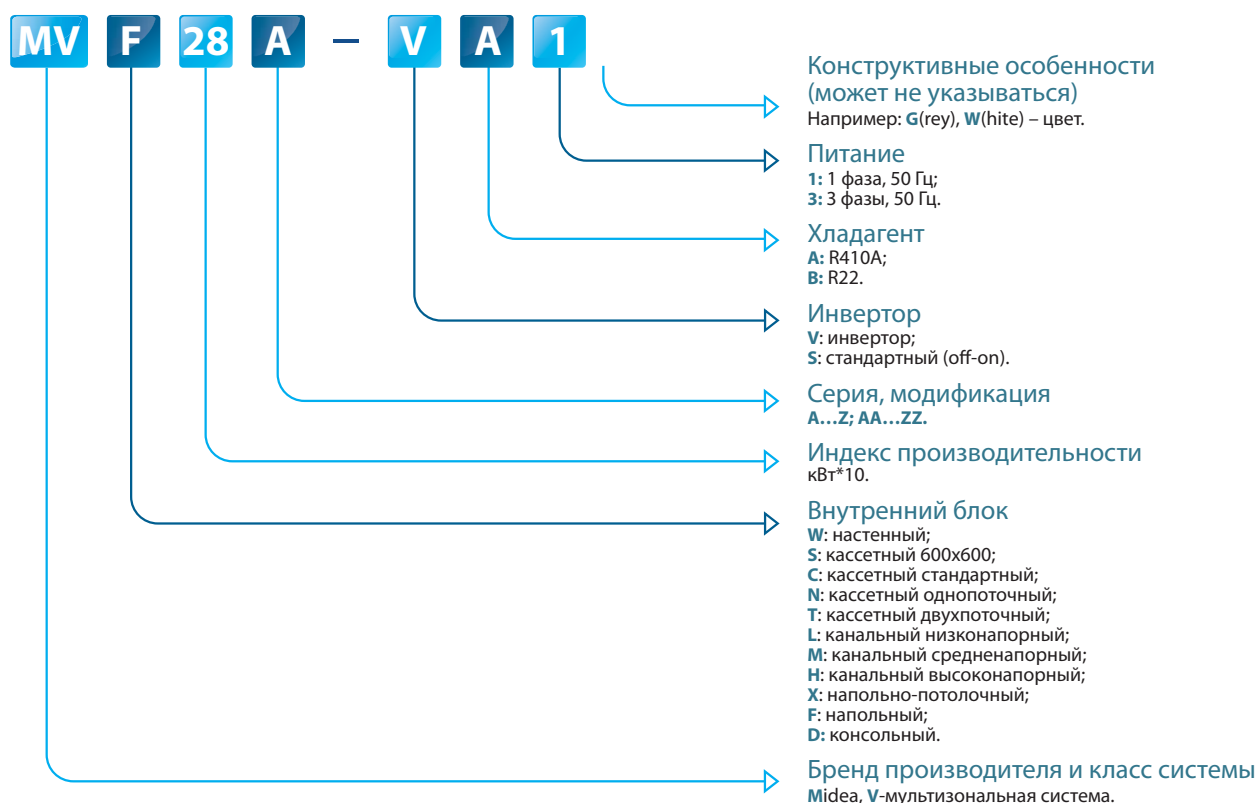 MV F 28 A – V A 1
Конструктивные особенности
(может не указываться)
Например: G(rey), W(hite) – цвет.
Питание
1: 1 фаза, 50 Гц;
3: 3 фазы, 50 Гц.
Хладагент
A: R410A;
B: R22.
Инвертор
V: инвертор;
S: стандартный (off-on).
Серия, модификация
A...Z; AA...ZZ.
Индекс производительности
кВт*10.
Внутренний блок
W: настенный;
S: кассетный 600х600;
C: кассетный стандартный;
N: кассетный однопоточный;
T: кассетный двухпоточный;
L: канальный низконапорный;
M: канальный средненапорный;
H: канальный высоконапорный;
X: напольно-потолочный;
F: напольный;
D: консольный.
Бренд производителя и класс системы
Midea, V-мультизональная система.